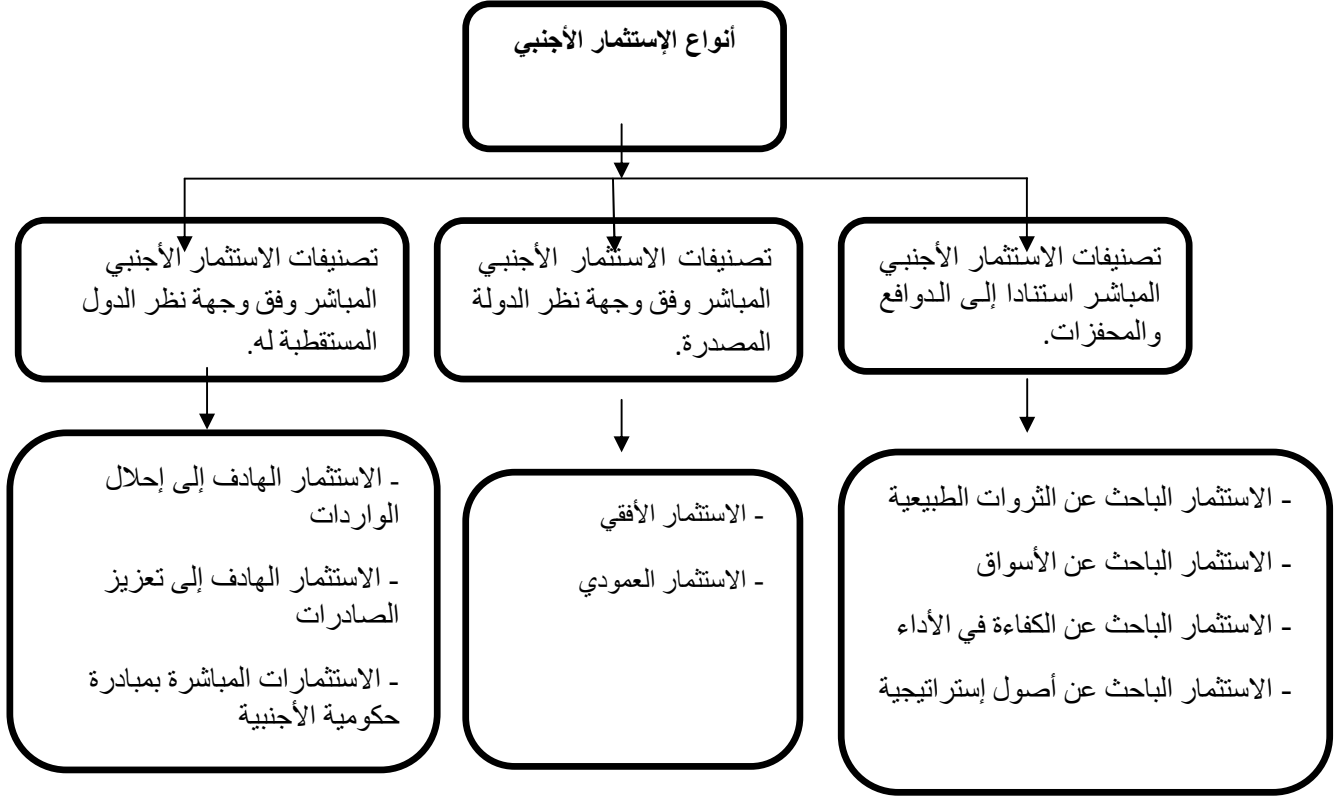 أنواع الإستثمار الأجنبي
تصنيفات الاستثمار الأجنبي
المباشر استنادا إلى الدوافع
والمحفزات.
تصنيفات الاستثمار الأجنبي
المباشر وفق وجهة نظر الدولة
المصدرة.
تصنيفات الاستثمار الأجنبي
المباشر وفق وجهة نظر الدول
المستقطبة له.
- الاستثمار الباحث عن الثروات الطبيعية
- الاستثمار الباحث عن الأسواق
- الاستثمار الباحث عن الكفاءة في الأداء
- الاستثمار الباحث عن أصول إستراتيجية
- الاستثمار الأفقي
- الاستثمار العمودي
- الاستثمار الهادف إلى إحلال
الواردات
- الاستثمار الهادف إلى تعزيز
الصادرات
- الاستثمارات المباشرة بمبادرة
حكومية الأجنبية